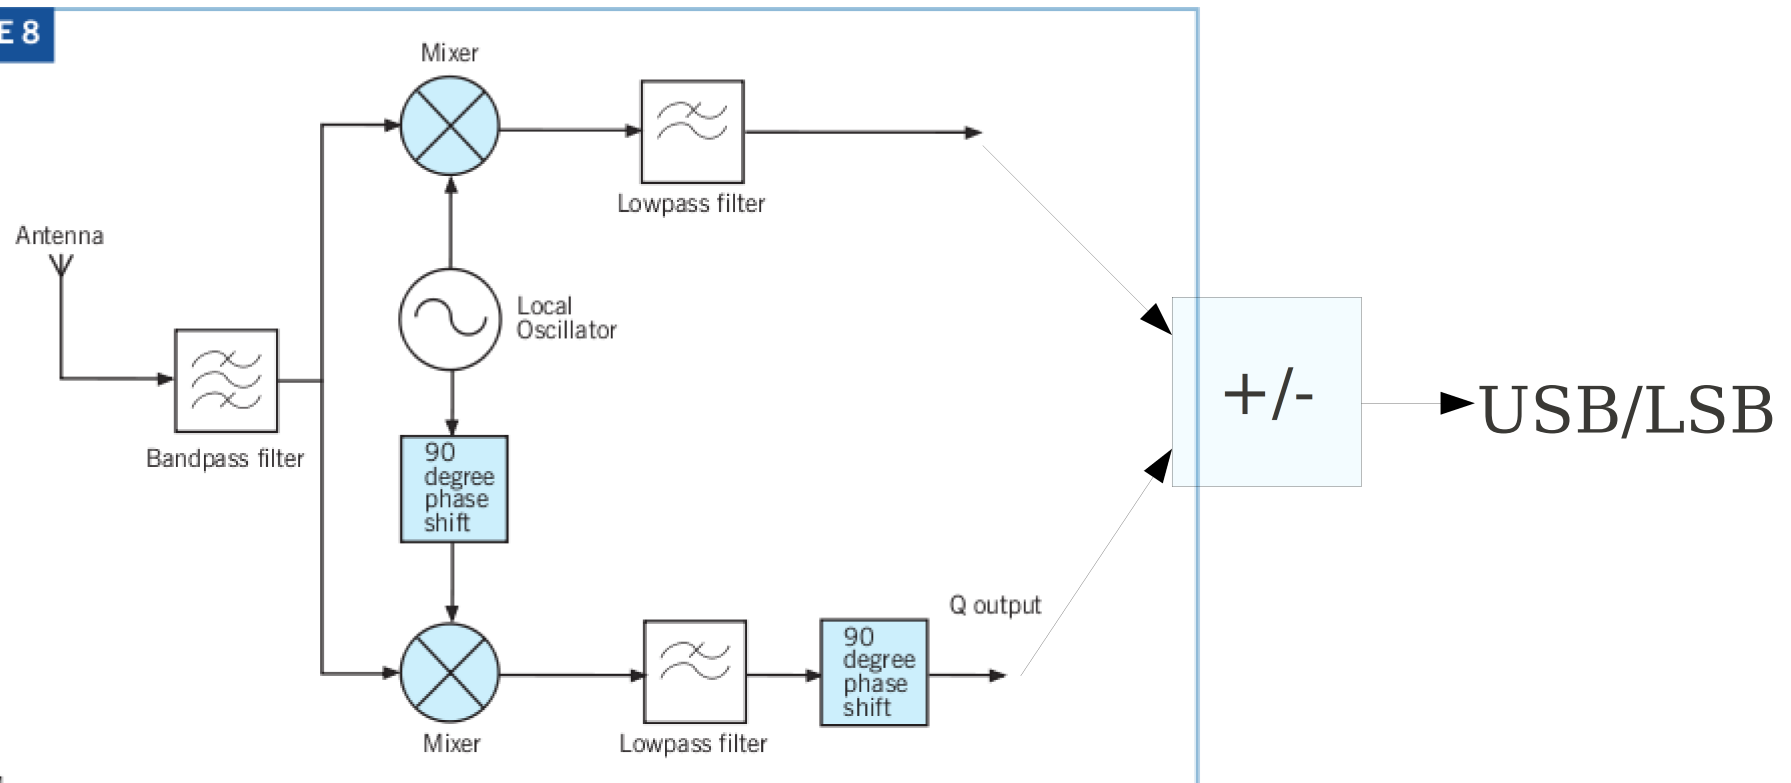 E 8
Mixer
Lowpass filter
Antenna
Local
Oscillator
Bandpass filter
90
degree
phase
shift
+/-
USB/LSB
Q output
90
degree
phase
shift
Mixer
Lowpass filter